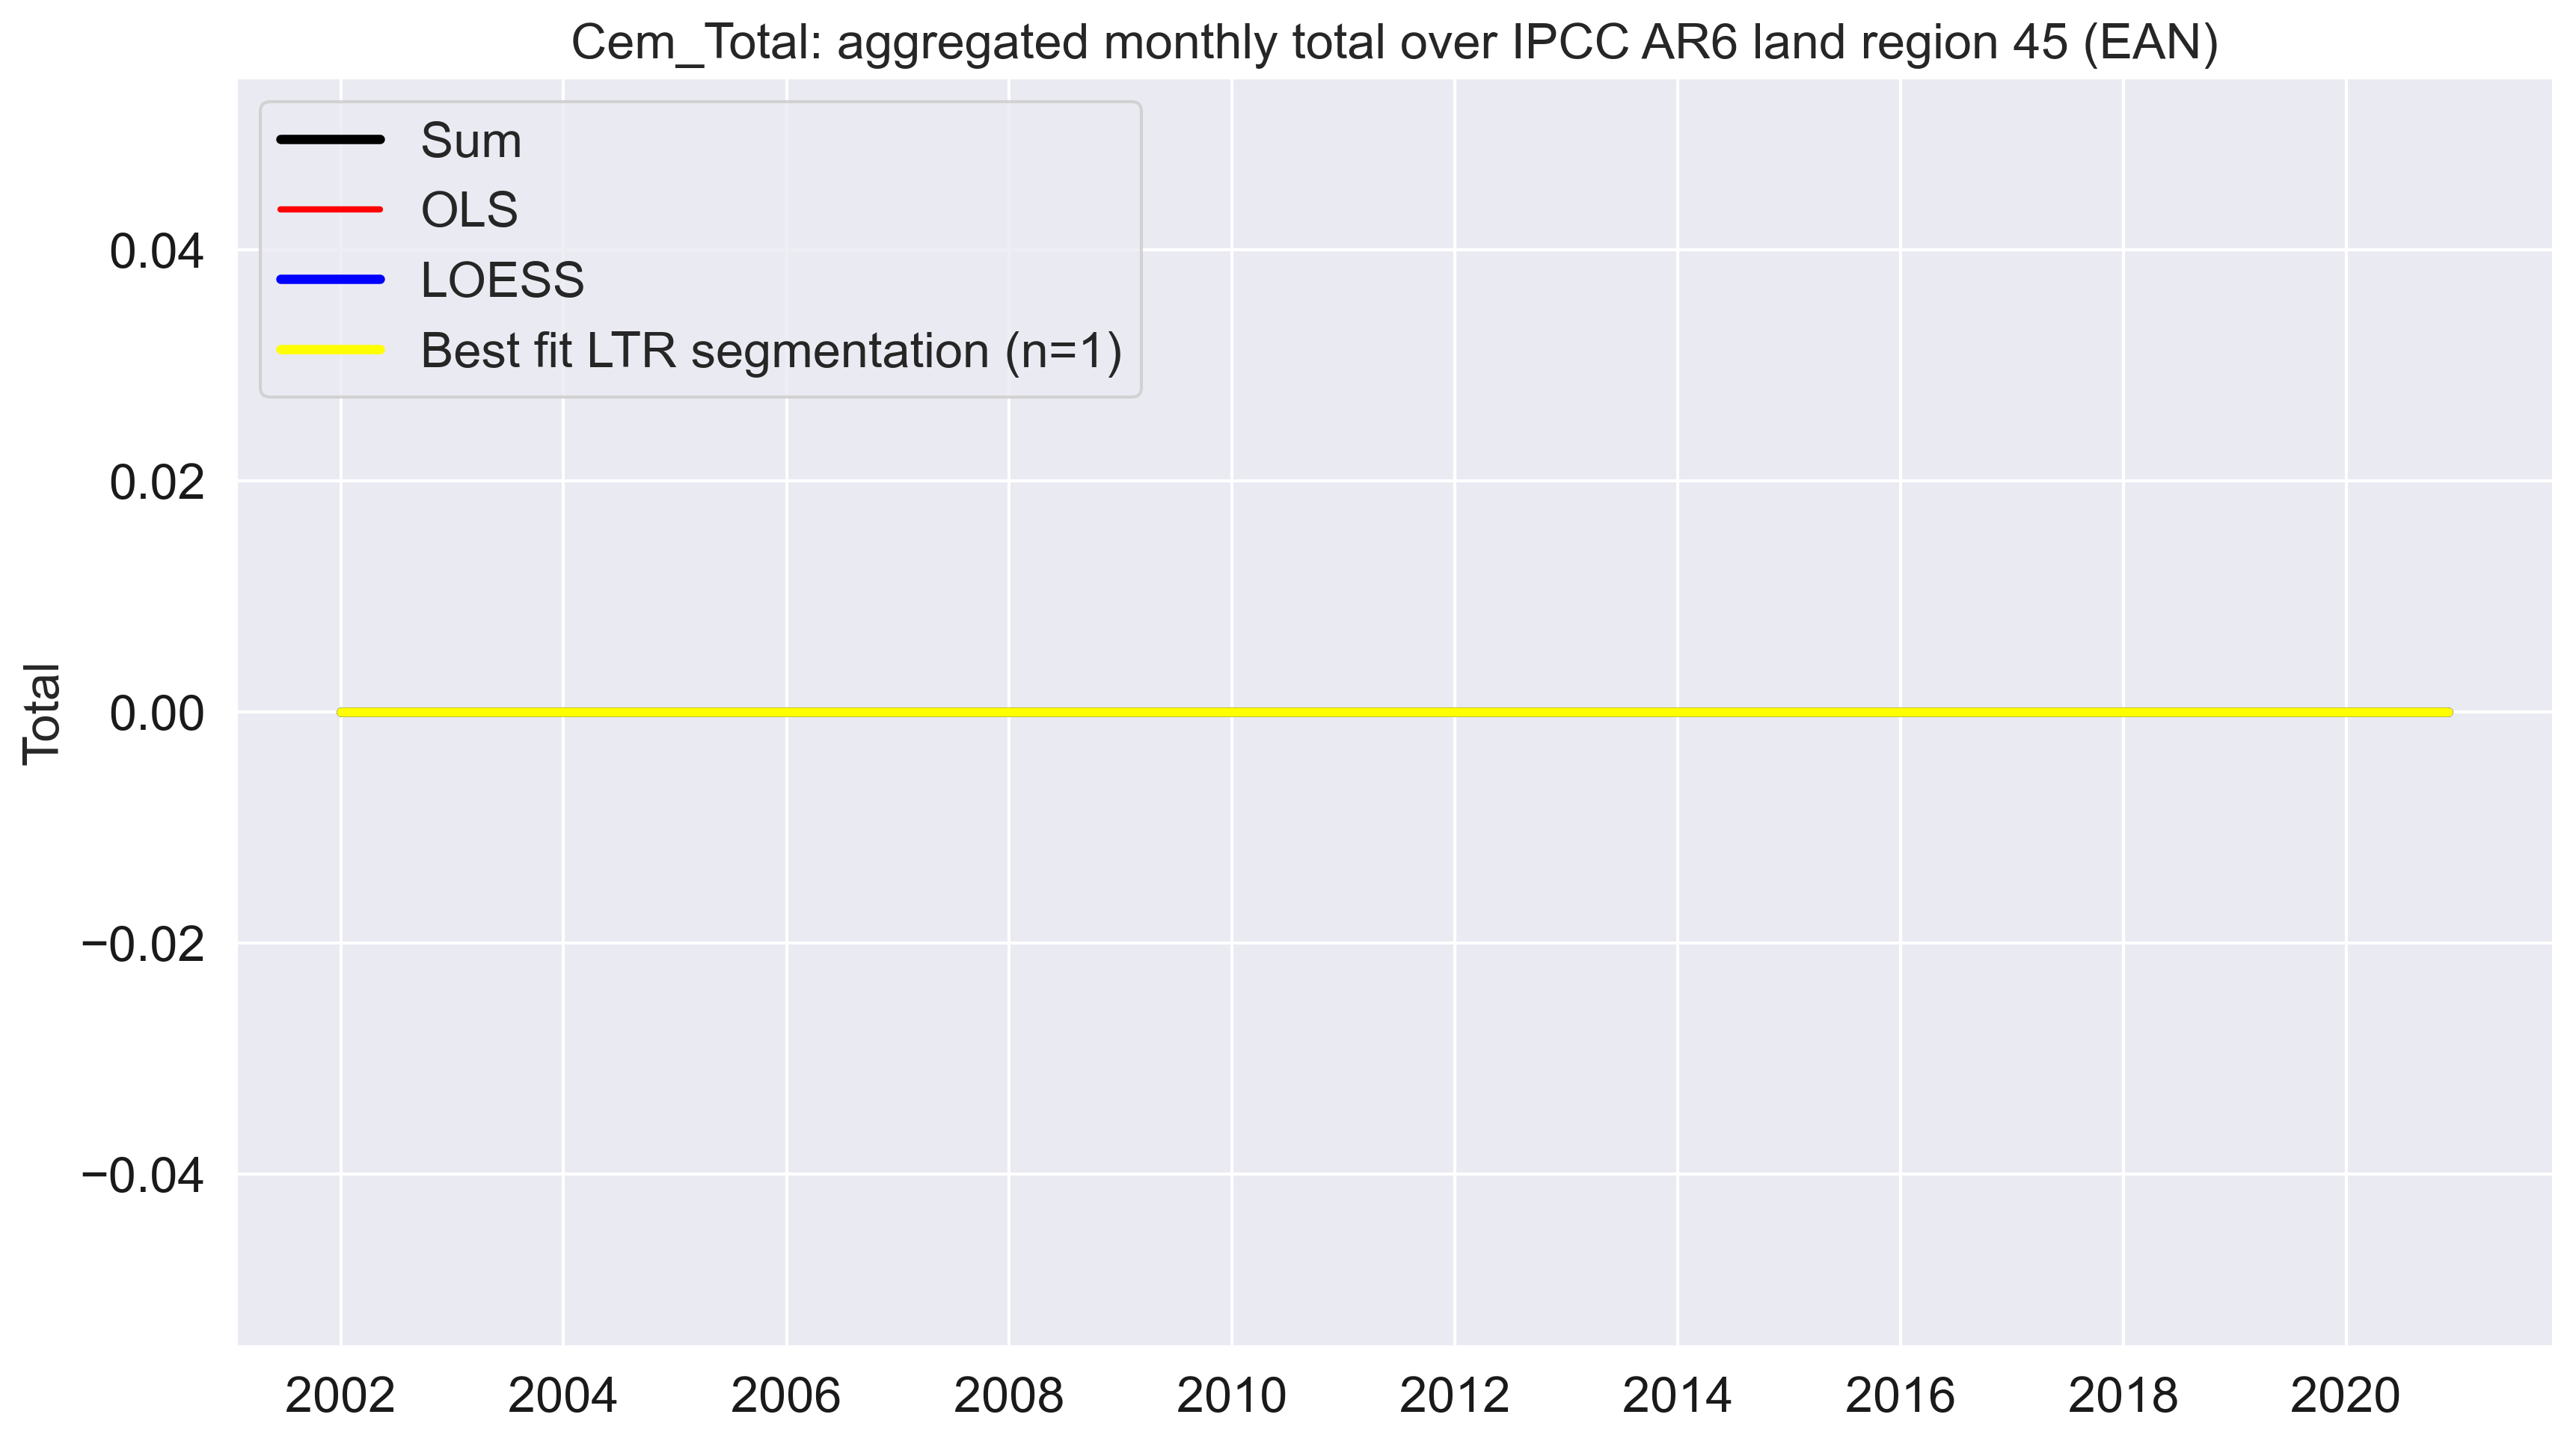 Cem_Total: aggregated monthly total over IPCC AR6 land region 45 (EAN)
Sum
OLS
LOESS
Best fit LTR segmentation (n=1)
Total
0.04
0.02
0.00
−0.02
−0.04
2002 2004 2006 2008 2010 2012 2014 2016 2018 2020